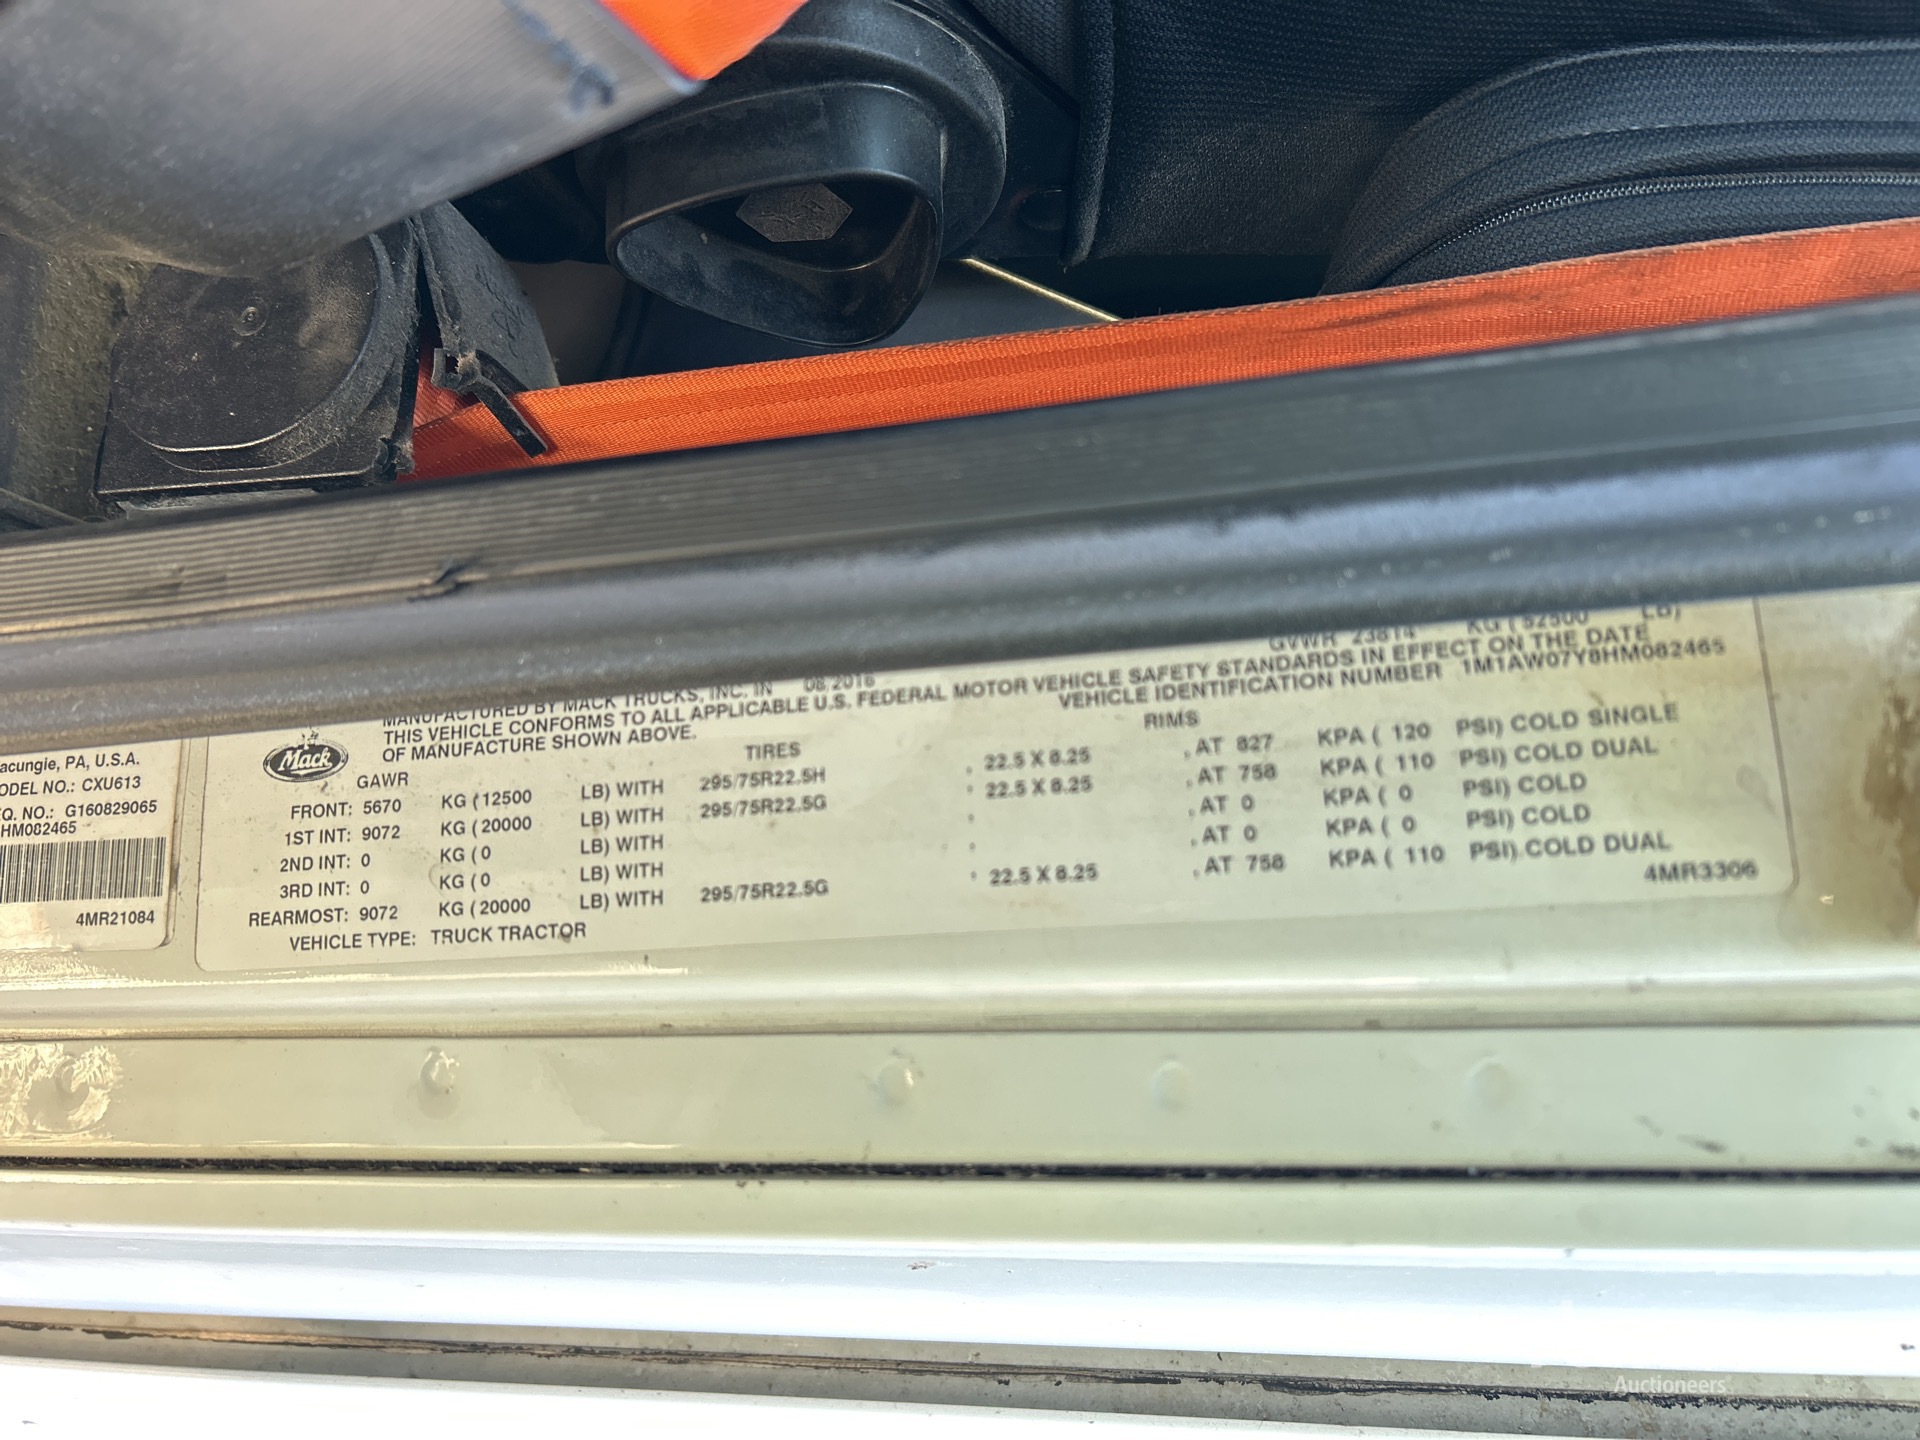 acungie, PA, U.S.A.
ODEL NO.: CXU613
EQ. NO.: G160829065
HM082465
4MR21084
GVWR 23814 KG ( 52500 LB)
MANUFACTURED BY MACK TRUCKS, INC. IN 08,2016
THIS VEHICLE CONFORMS TO ALL APPLICABLE U.S. FEDERAL MOTOR VEHICLE SAFETY STANDARDS IN EFFECT ON THE DATE
OF MANUFACTURE SHOWN ABOVE. VEHICLE IDENTIFICATION NUMBER 1M1AW07Y8HM082465
Mack
GAWR TIRES RIMS
FRONT: 5670 KG ( 12500 LB) WITH 295/75R22.5H , 22.5 X 8.25 , AT 827 KPA ( 120 PSI) COLD SINGLE
1ST INT: 9072 KG ( 20000 LB) WITH 295/75R22.5G , 22.5 X 8.25 , AT 758 KPA ( 110 PSI) COLD DUAL
2ND INT: 0 KG ( 0 LB) WITH , , AT 0 KPA ( 0 PSI) COLD
3RD INT: 0 KG ( 0 LB) WITH , , AT 0 KPA ( 0 PSI) COLD
REARMOST: 9072 KG ( 20000 LB) WITH 295/75R22.5G , 22.5 X 8.25 , AT 758 KPA ( 110 PSI) COLD DUAL
VEHICLE TYPE: TRUCK TRACTOR
4MR3306
Auctioneers